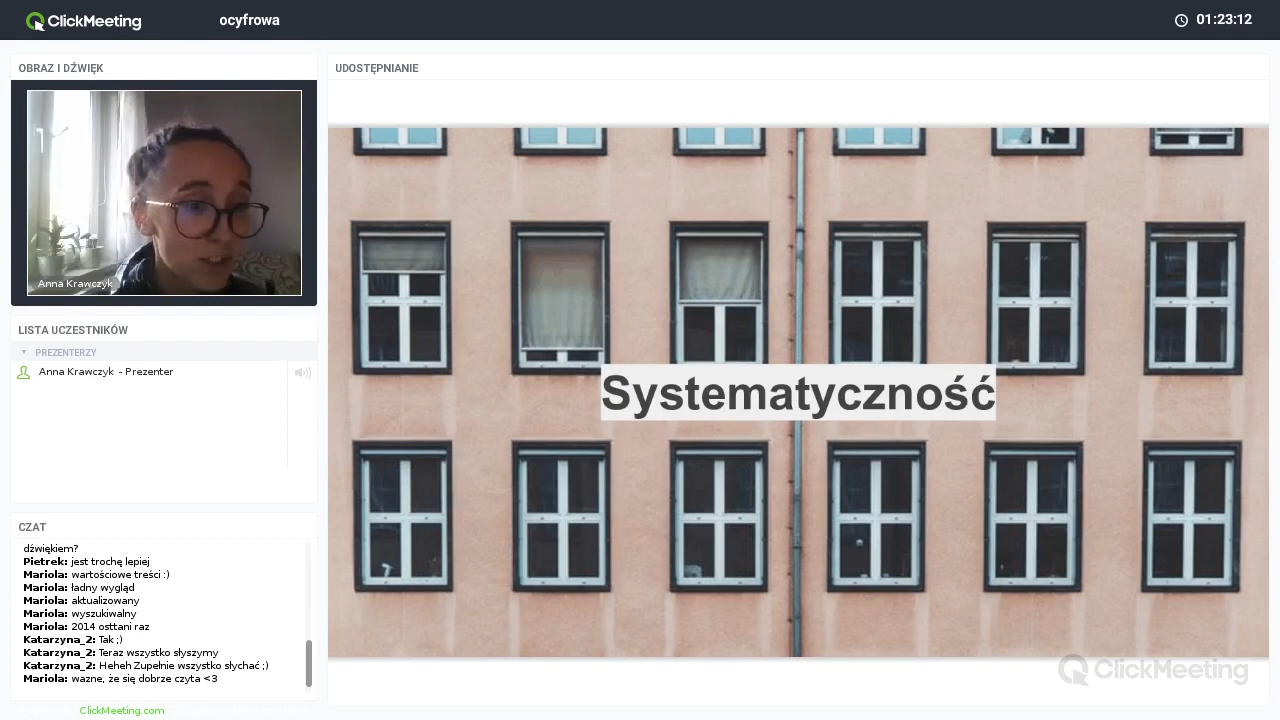 ClickMeeting
ocyfrowa
01:23:12
OBRAZ I DŹWIĘK
Anna Krawczyk
LISTA UCZESTNIKÓW
PREZENTERZY
Anna Krawczyk - Prezenter
CZAT
dźwiękiem?
Pietrek: jest trochę lepiej
Mariola: wartościowe treści :)
Mariola: ładny wygląd
Mariola: aktualizowany
Mariola: wyszukiwalny
Mariola: 2014 osttani raz
Katarzyna_2: Tak ;)
Katarzyna_2: Teraz wszystko słyszymy
Katarzyna_2: Heheh Zupełnie wszystko słychać ;)
Mariola: wazne, że się dobrze czyta <3
ClickMeeting.com
UDOSTĘPNIANIE
Systematyczność
ClickMeeting